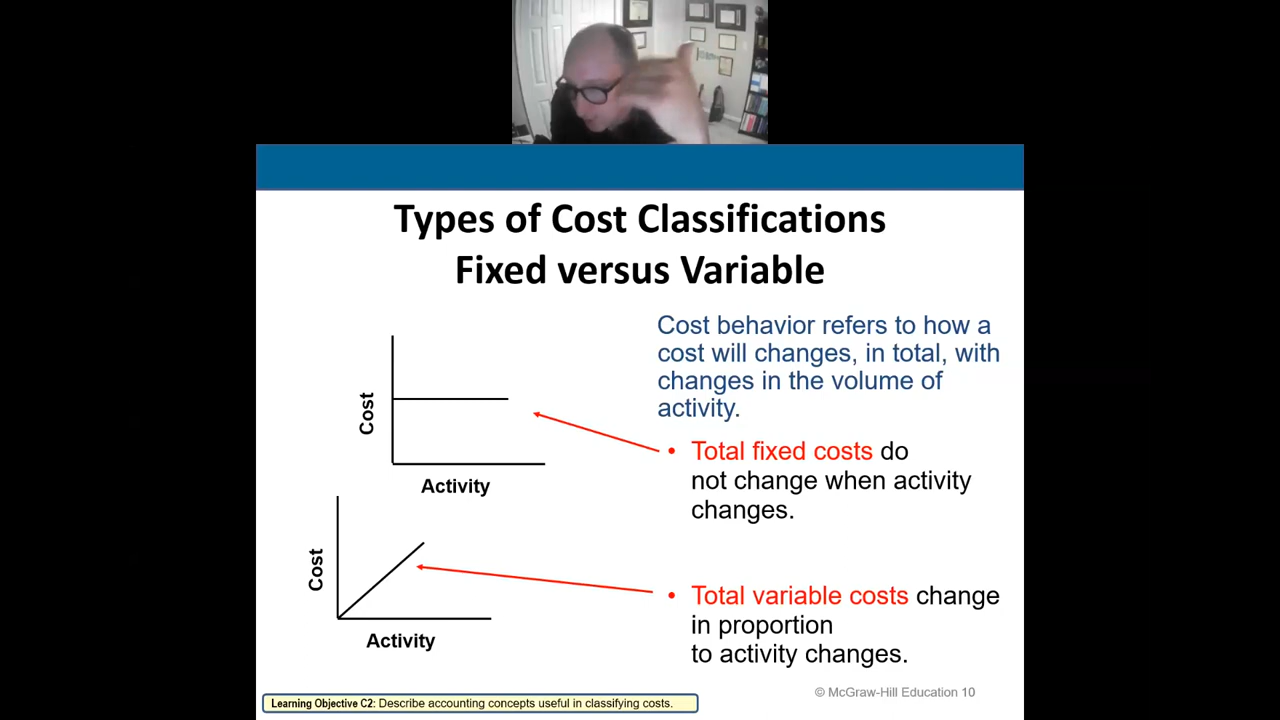 Types of Cost Classifications
Fixed versus Variable
Cost behavior refers to how a
cost will changes, in total, with
changes in the volume of
activity.
Cost
Activity
• Total fixed costs do
not change when activity
changes.
Cost
Activity
• Total variable costs change
in proportion
to activity changes.
© McGraw-Hill Education 10
Learning Objective C2: Describe accounting concepts useful in classifying costs.